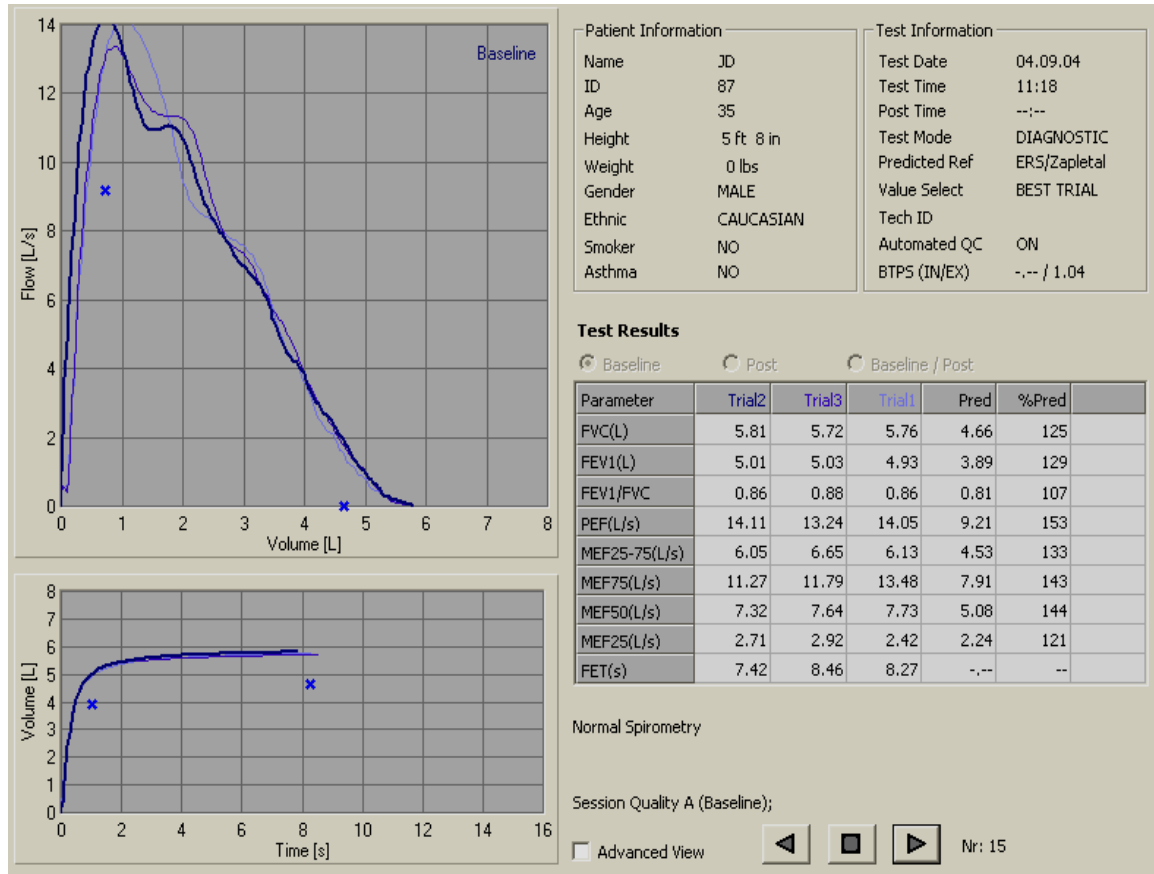 14
12
10
8
6
4
2
0
0 1 2 3 4 5 6 7 8
Flow [L/s]
Volume [L]
Baseline
8
7
6
5
4
3
2
1
0
0 2 4 6 8 10 12 14 16
Volume [L]
Time [s]
Patient Information
Name JD
ID 87
Age 35
Height 5 ft 8 in
Weight 0 lbs
Gender MALE
Ethnic CAUCASIAN
Smoker NO
Asthma NO
Test Information
Test Date 04.09.04
Test Time 11:18
Post Time --:--
Test Mode DIAGNOSTIC
Predicted Ref ERS/Zapletal
Value Select BEST TRIAL
Tech ID
Automated QC ON
BTPS (IN/EX) -.-- / 1.04
Test Results
Baseline Post Baseline / Post
Parameter Trial2 Trial3 Trial1 Pred %Pred
FVC(L) 5.81 5.72 5.76 4.66 125
FEV1(L) 5.01 5.03 4.93 3.89 129
FEV1/FVC 0.86 0.88 0.86 0.81 107
PEF(L/s) 14.11 13.24 14.05 9.21 153
MEF25-75(L/s) 6.05 6.65 6.13 4.53 133
MEF75(L/s) 11.27 11.79 13.48 7.91 143
MEF50(L/s) 7.32 7.64 7.73 5.08 144
MEF25(L/s) 2.71 2.92 2.42 2.24 121
FET(s) 7.42 8.46 8.27 -.-- --
Normal Spirometry
Session Quality A (Baseline);
Advanced View
Nr: 15